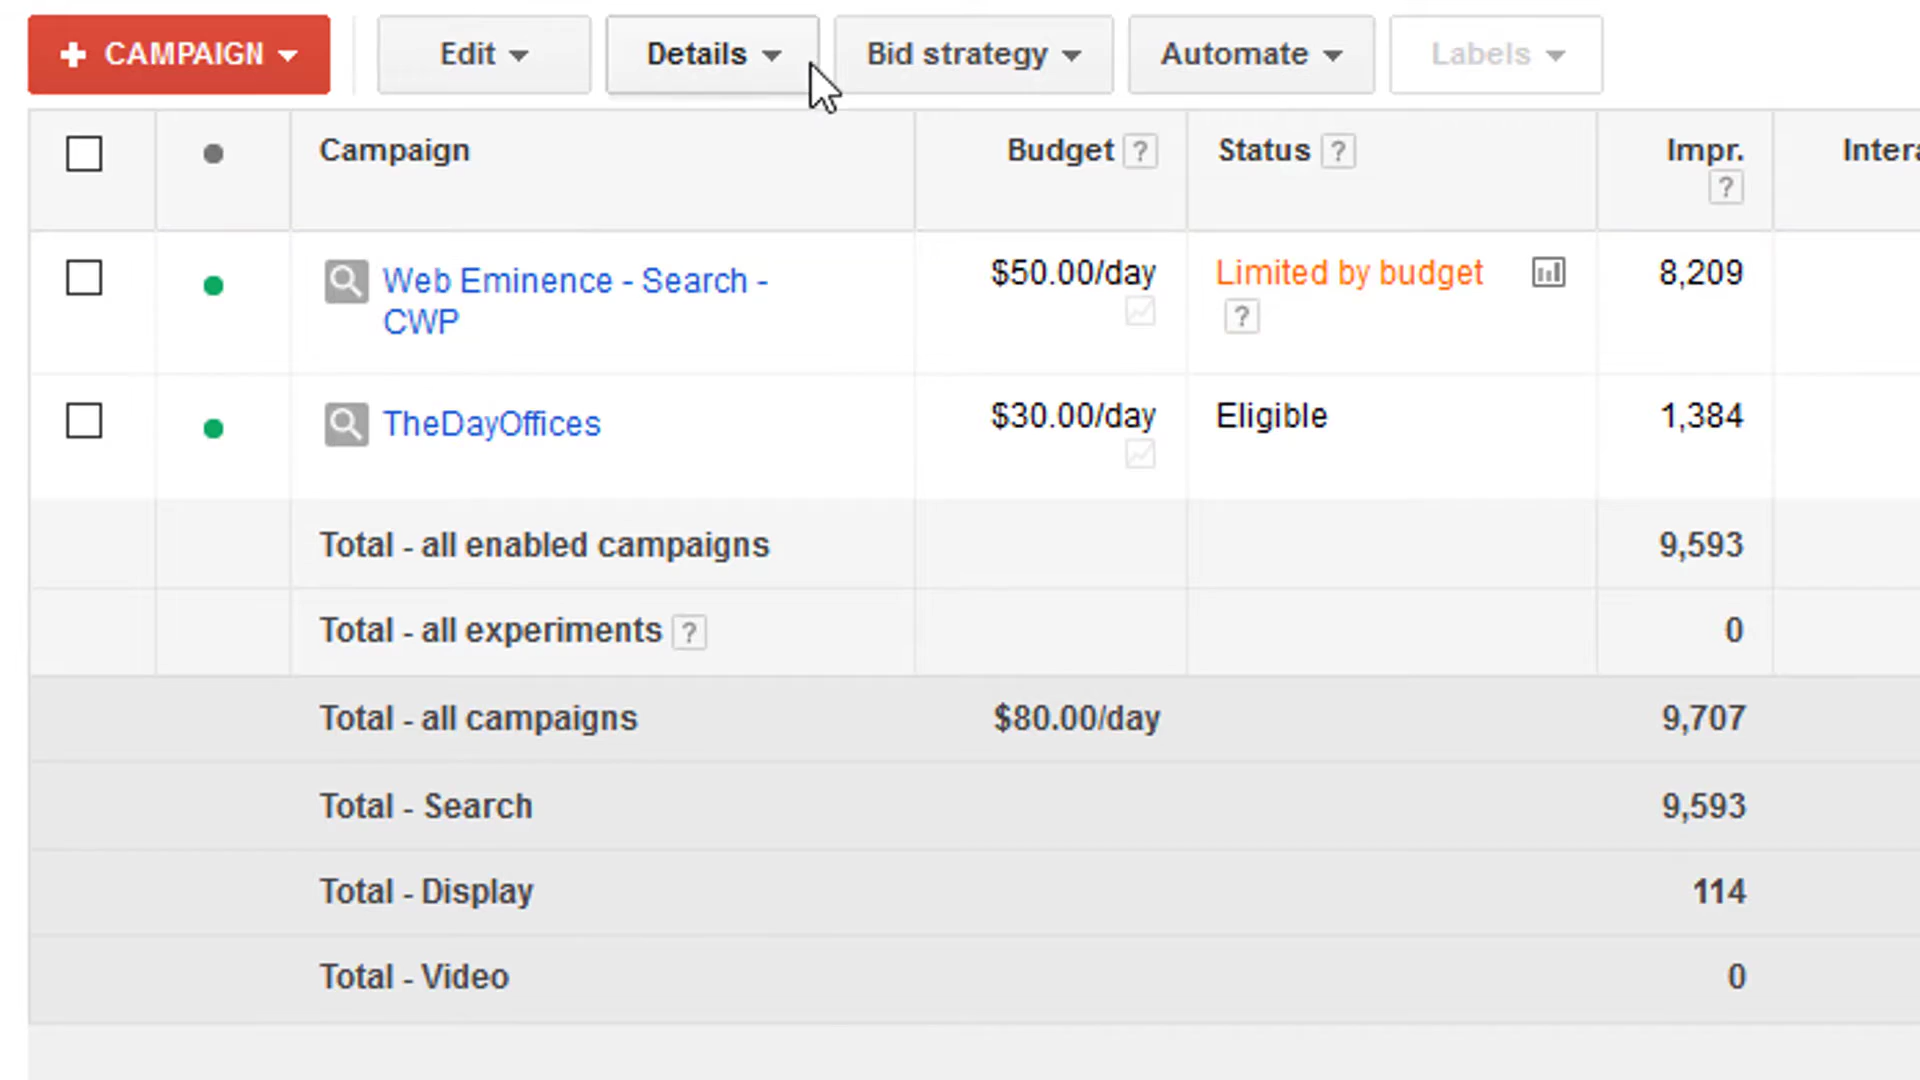 + CAMPAIGN
Edit
Details
Bid strategy
Automate
Labels
Campaign
Budget ?
Status ?
Impr.
?
Inter
Web Eminence - Search -
CWP
$50.00/day
Limited by budget
?
8,209
TheDayOffices
$30.00/day
Eligible
1,384
Total - all enabled campaigns
9,593
Total - all experiments ?
0
Total - all campaigns
$80.00/day
9,707
Total - Search
9,593
Total - Display
114
Total - Video
0